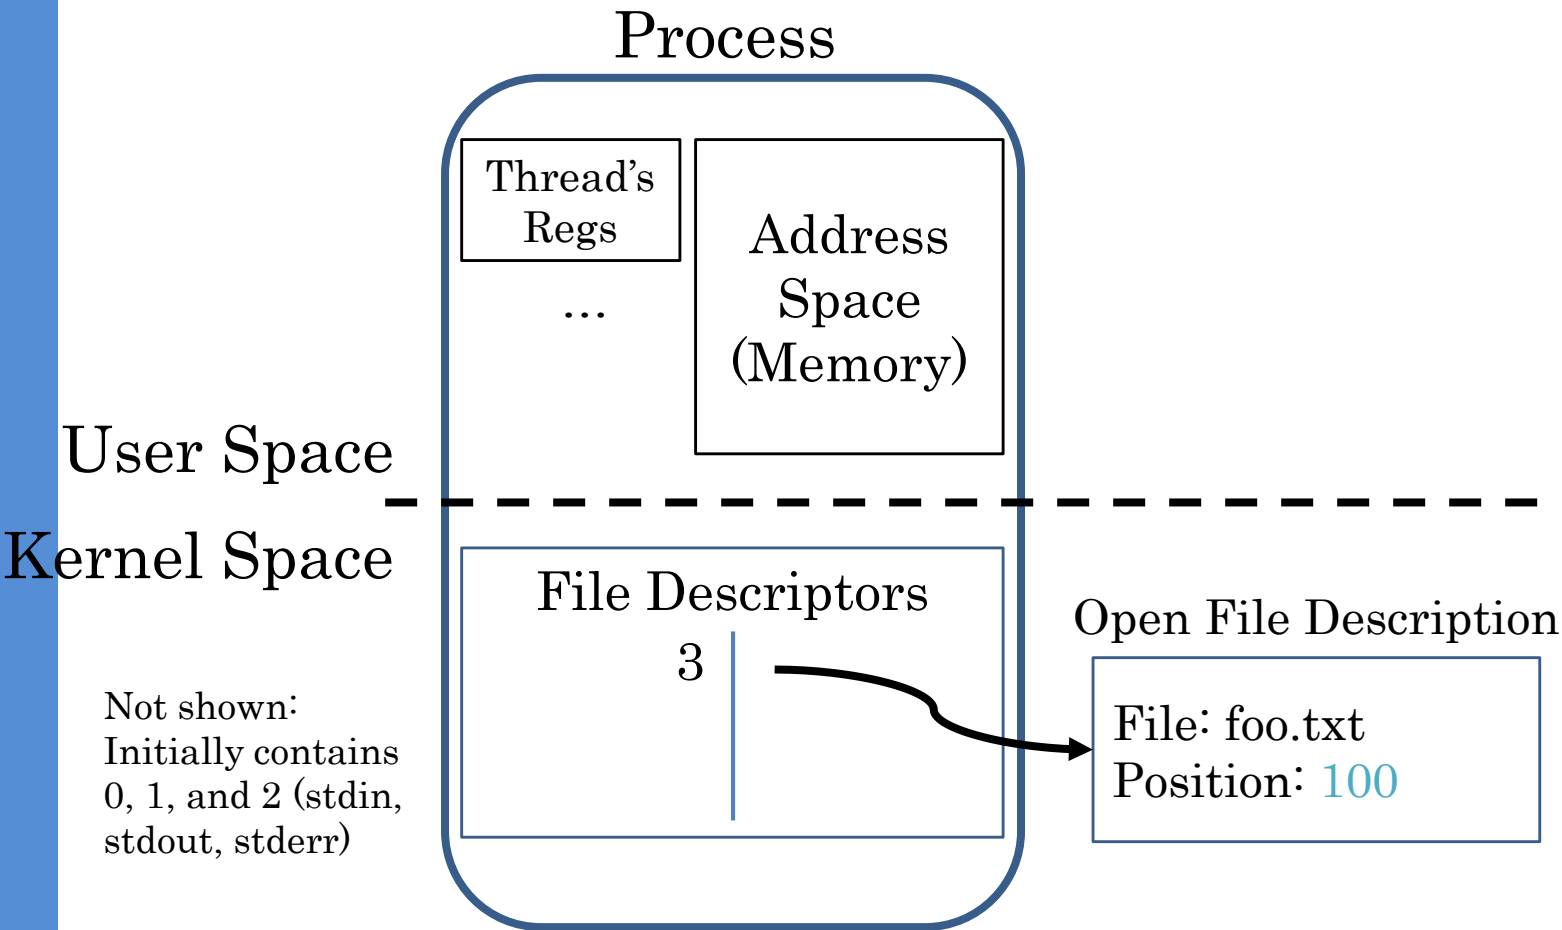 Process
Thread’s
Regs
…
Address
Space
(Memory)
User Space
Kernel Space
File Descriptors
3
Open File Description
File: foo.txt
Position: 100
Not shown:
Initially contains
0, 1, and 2 (stdin,
stdout, stderr)